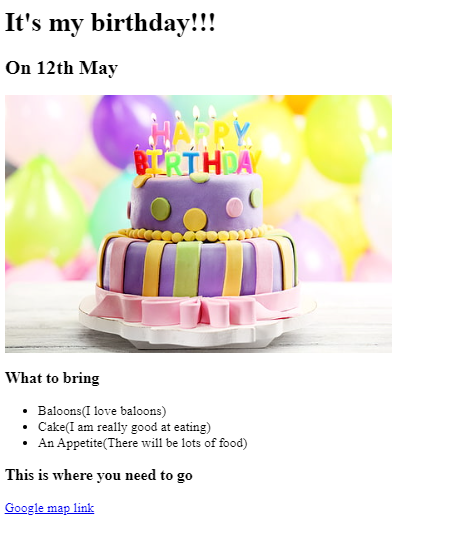 It's my birthday!!!
On 12th May
HAPPY
BIRTHDAY
What to bring
Baloons(I love baloons)
Cake(I am really good at eating)
An Appetite(There will be lots of food)
This is where you need to go
Google map link